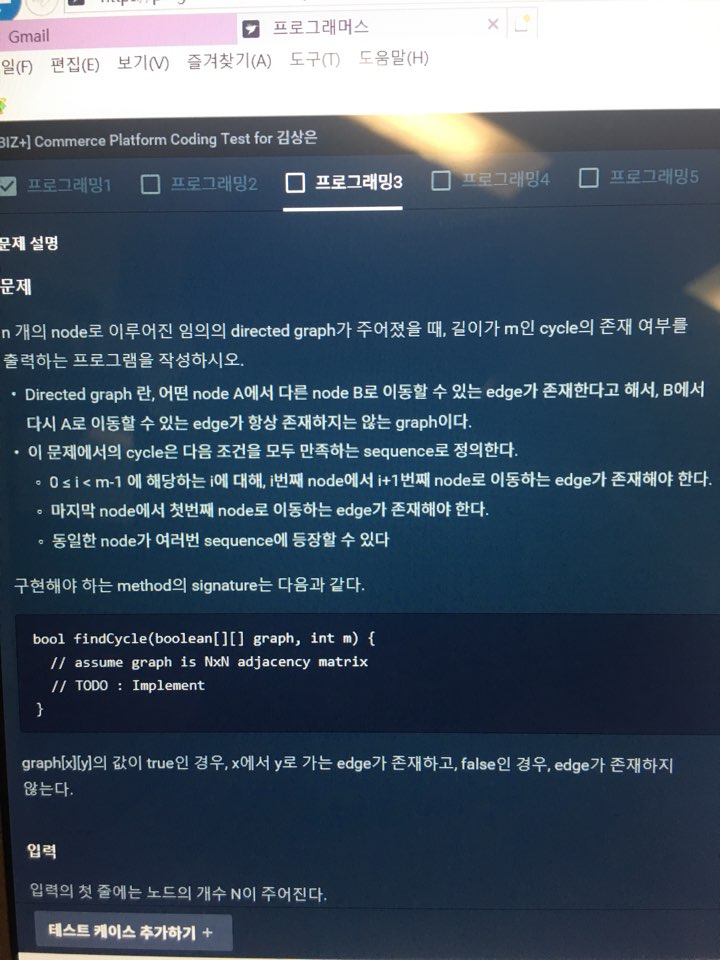 Gmail
프로그래머스
일(F) 편집(E) 보기(V) 즐겨찾기(A) 도구(T) 도움말(H)
BIZ+] Commerce Platform Coding Test for 김상은
프로그래밍1 프로그래밍2 프로그래밍3 프로그래밍4 프로그래밍5
문제 설명
문제
n 개의 node로 이루어진 임의의 directed graph가 주어졌을 때, 길이가 m인 cycle의 존재 여부를
출력하는 프로그램을 작성하시오.
• Directed graph 란, 어떤 node A에서 다른 node B로 이동할 수 있는 edge가 존재한다고 해서, B에서
다시 A로 이동할 수 있는 edge가 항상 존재하지는 않는 graph이다.
• 이 문제에서의 cycle은 다음 조건을 모두 만족하는 sequence로 정의한다.
◦ 0 ≤ i < m-1 에 해당하는 i에 대해, i번째 node에서 i+1번째 node로 이동하는 edge가 존재해야 한다.
◦ 마지막 node에서 첫번째 node로 이동하는 edge가 존재해야 한다.
◦ 동일한 node가 여러번 sequence에 등장할 수 있다
구현해야 하는 method의 signature는 다음과 같다.
bool findCycle(boolean[][] graph, int m) {
// assume graph is NxN adjacency matrix
// TODO : Implement
}
graph[x][y]의 값이 true인 경우, x에서 y로 가는 edge가 존재하고, false인 경우, edge가 존재하지
않는다.
입력
입력의 첫 줄에는 노드의 개수 N이 주어진다.
테스트 케이스 추가하기 +